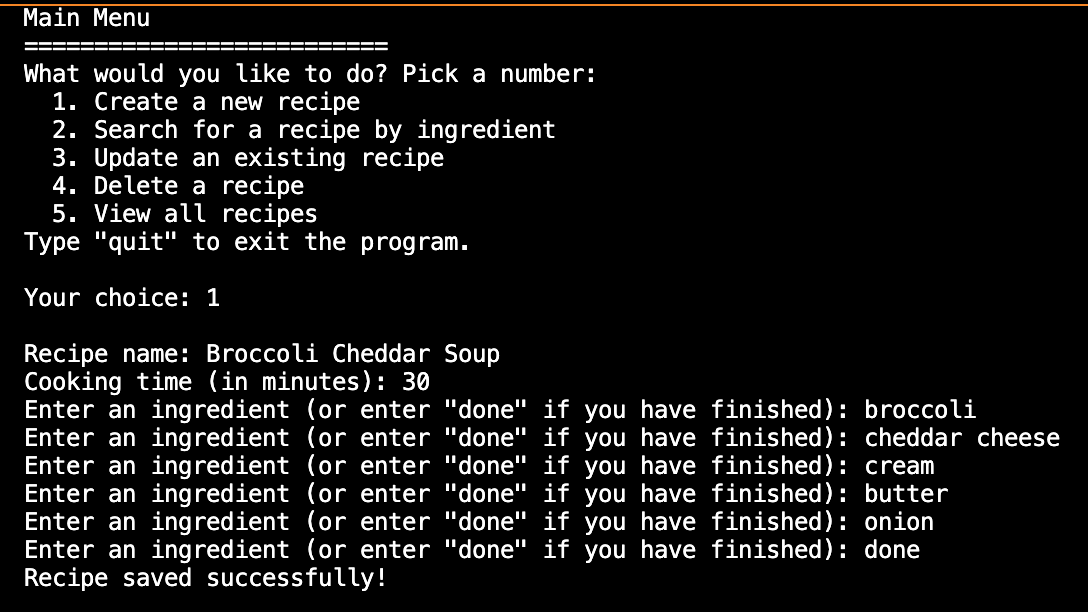 Main Menu
==========================
What would you like to do? Pick a number:
  1. Create a new recipe
  2. Search for a recipe by ingredient
  3. Update an existing recipe
  4. Delete a recipe
  5. View all recipes
Type "quit" to exit the program.

Your choice: 1

Recipe name: Broccoli Cheddar Soup
Cooking time (in minutes): 30
Enter an ingredient (or enter "done" if you have finished): broccoli
Enter an ingredient (or enter "done" if you have finished): cheddar cheese
Enter an ingredient (or enter "done" if you have finished): cream
Enter an ingredient (or enter "done" if you have finished): butter
Enter an ingredient (or enter "done" if you have finished): onion
Enter an ingredient (or enter "done" if you have finished): done
Recipe saved successfully!